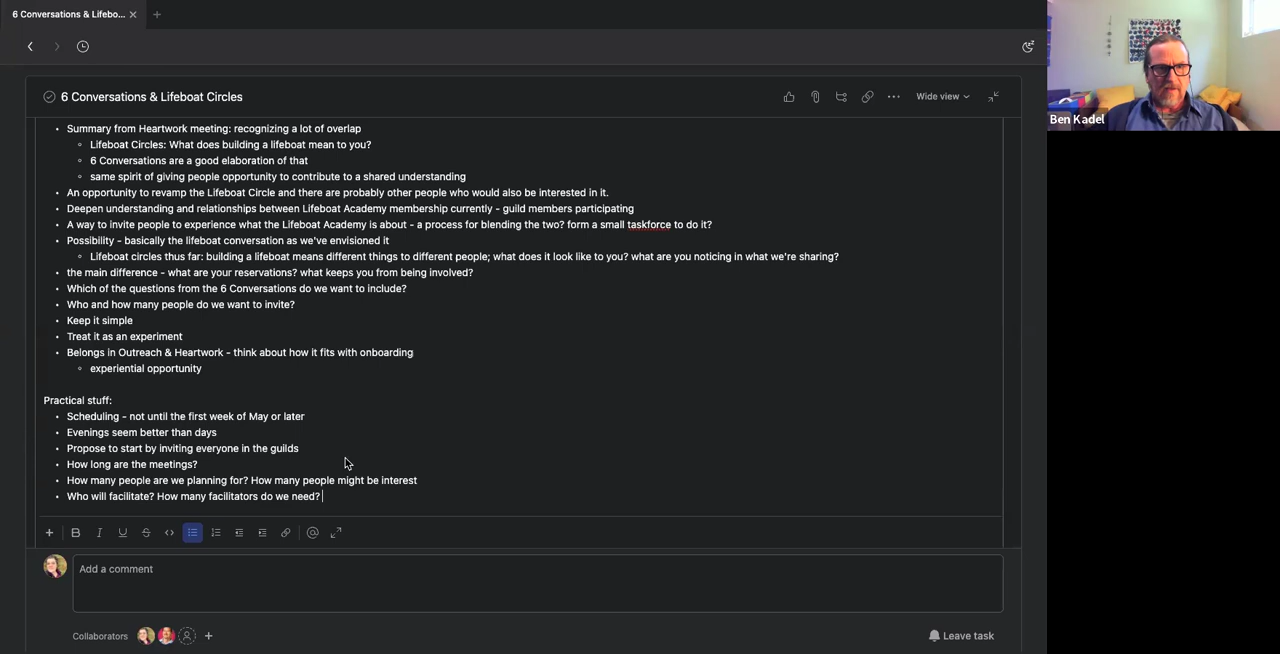 6 Conversations & Lifebo...
6 Conversations & Lifeboat Circles
Wide view
Ben Kadel
Summary from Heartwork meeting: recognizing a lot of overlap
Lifeboat Circles: What does building a lifeboat mean to you?
6 Conversations are a good elaboration of that
same spirit of giving people opportunity to contribute to a shared understanding
An opportunity to revamp the Lifeboat Circle and there are probably other people who would also be interested in it.
Deepen understanding and relationships between Lifeboat Academy membership currently - guild members participating
A way to invite people to experience what the Lifeboat Academy is about - a process for blending the two? form a small taskforce to do it?
Possibility - basically the lifeboat conversation as we've envisioned it
Lifeboat circles thus far: building a lifeboat means different things to different people; what does it look like to you? what are you noticing in what we're sharing?
the main difference - what are your reservations? what keeps you from being involved?
Which of the questions from the 6 Conversations do we want to include?
Who and how many people do we want to invite?
Keep it simple
Treat it as an experiment
Belongs in Outreach & Heartwork - think about how it fits with onboarding
experiential opportunity
Practical stuff:
Scheduling - not until the first week of May or later
Evenings seem better than days
Propose to start by inviting everyone in the guilds
How long are the meetings?
How many people are we planning for? How many people might be interest
Who will facilitate? How many facilitators do we need?
Add a comment
Collaborators
Leave task